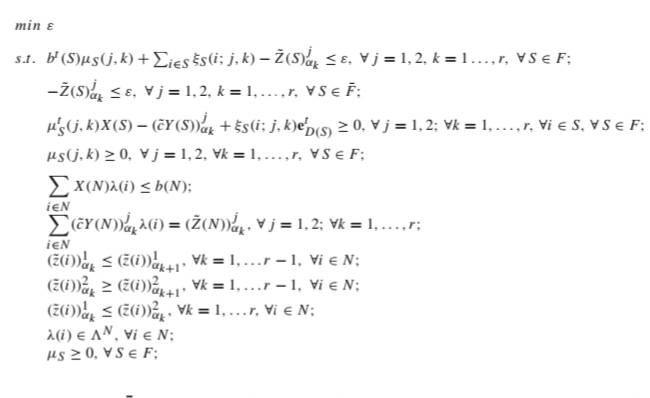 min ε
s.t. bᵗ(S)μ_S(j, k) + ∑_{i∈S} ξ_S(i; j, k) − Z̃(S)^j_{α_k} ≤ ε, ∀ j = 1, 2, k = 1…, r, ∀ S ∈ F;
−Z̃(S)^j_{α_k} ≤ ε, ∀ j = 1, 2, k = 1, …, r, ∀ S ∈ F̄;
μ^t_S(j, k)X(S) − (c̃Y(S))^j_{α_k} + ξ_S(i; j, k)e^t_{D(S)} ≥ 0, ∀ j = 1, 2; ∀k = 1, …, r, ∀i ∈ S, ∀ S ∈ F;
μ_S(j, k) ≥ 0, ∀ j = 1, 2, ∀k = 1, …, r, ∀ S ∈ F;
∑_{i∈N} X(N)λ(i) ≤ b(N);
∑_{i∈N} (c̃Y(N))^j_{α_k} λ(i) = (Z̃(N))^j_{α_k}, ∀ j = 1, 2; ∀k = 1, …, r;
(z̃(i))^1_{α_k} ≤ (z̃(i))^1_{α_{k+1}}, ∀k = 1, …r − 1, ∀i ∈ N;
(z̃(i))^2_{α_k} ≥ (z̃(i))^2_{α_{k+1}}, ∀k = 1, …r − 1, ∀i ∈ N;
(z̃(i))^1_{α_k} ≤ (z̃(i))^2_{α_k}, ∀k = 1, …r, ∀i ∈ N;
λ(i) ∈ Λ^N, ∀i ∈ N;
μ_S ≥ 0, ∀ S ∈ F;